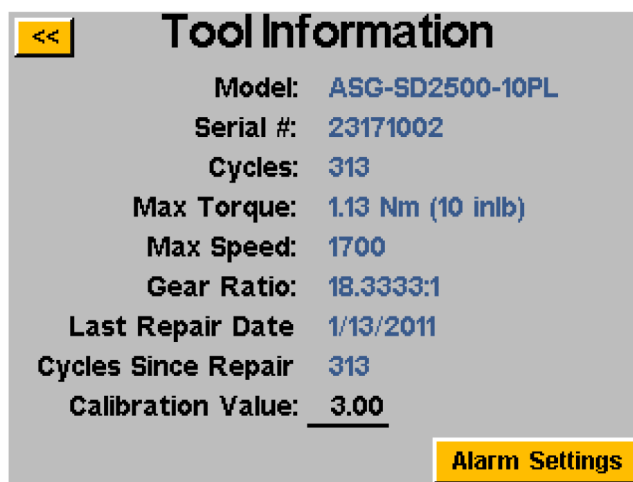 << Tool Information
Model: ASG-SD2500-10PL
Serial #: 23171002
Cycles: 313
Max Torque: 1.13 Nm (10 inlb)
Max Speed: 1700
Gear Ratio: 18.3333:1
Last Repair Date 1/13/2011
Cycles Since Repair 313
Calibration Value: 3.00
Alarm Settings